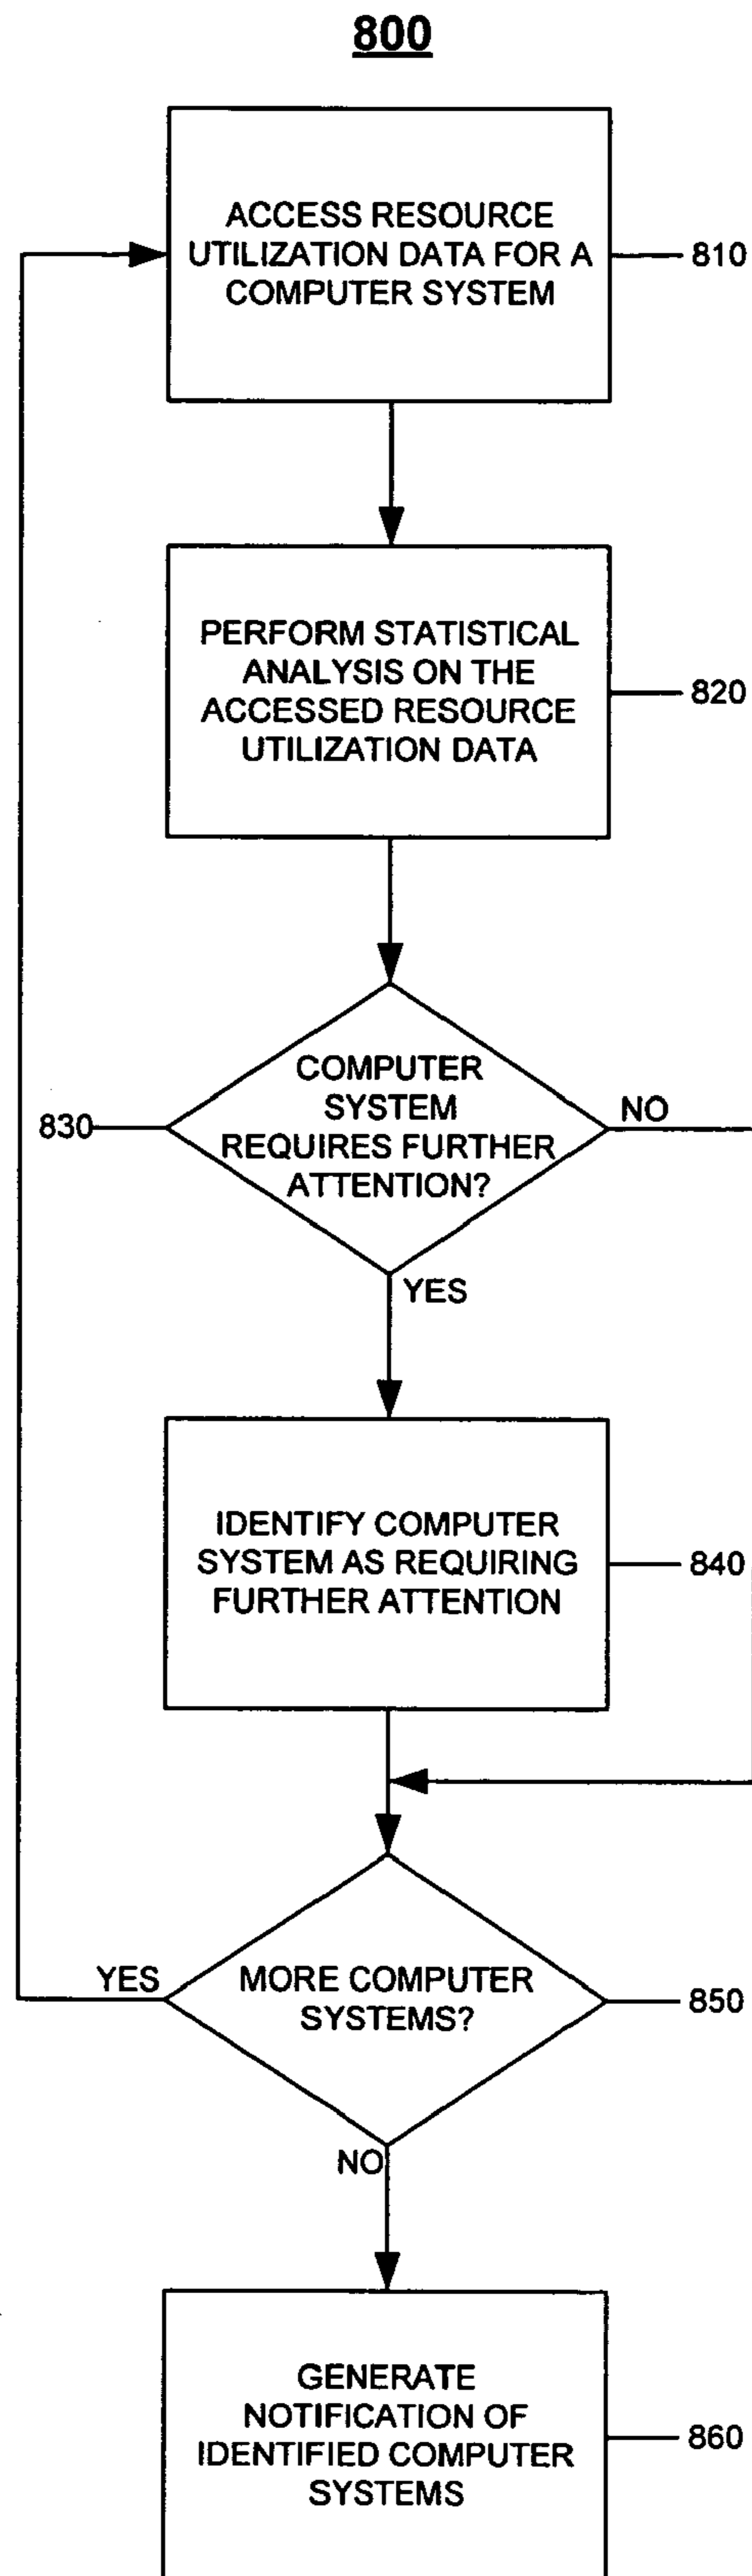 800
ACCESS RESOURCE
UTILIZATION DATA FOR A
COMPUTER SYSTEM
810
PERFORM STATISTICAL
ANALYSIS ON THE
ACCESSED RESOURCE
UTILIZATION DATA
820
COMPUTER
SYSTEM
REQUIRES FURTHER
ATTENTION?
830
NO
YES
IDENTIFY COMPUTER
SYSTEM AS REQUIRING
FURTHER ATTENTION
840
YES
MORE COMPUTER
SYSTEMS?
850
NO
GENERATE
NOTIFICATION OF
IDENTIFIED COMPUTER
SYSTEMS
860